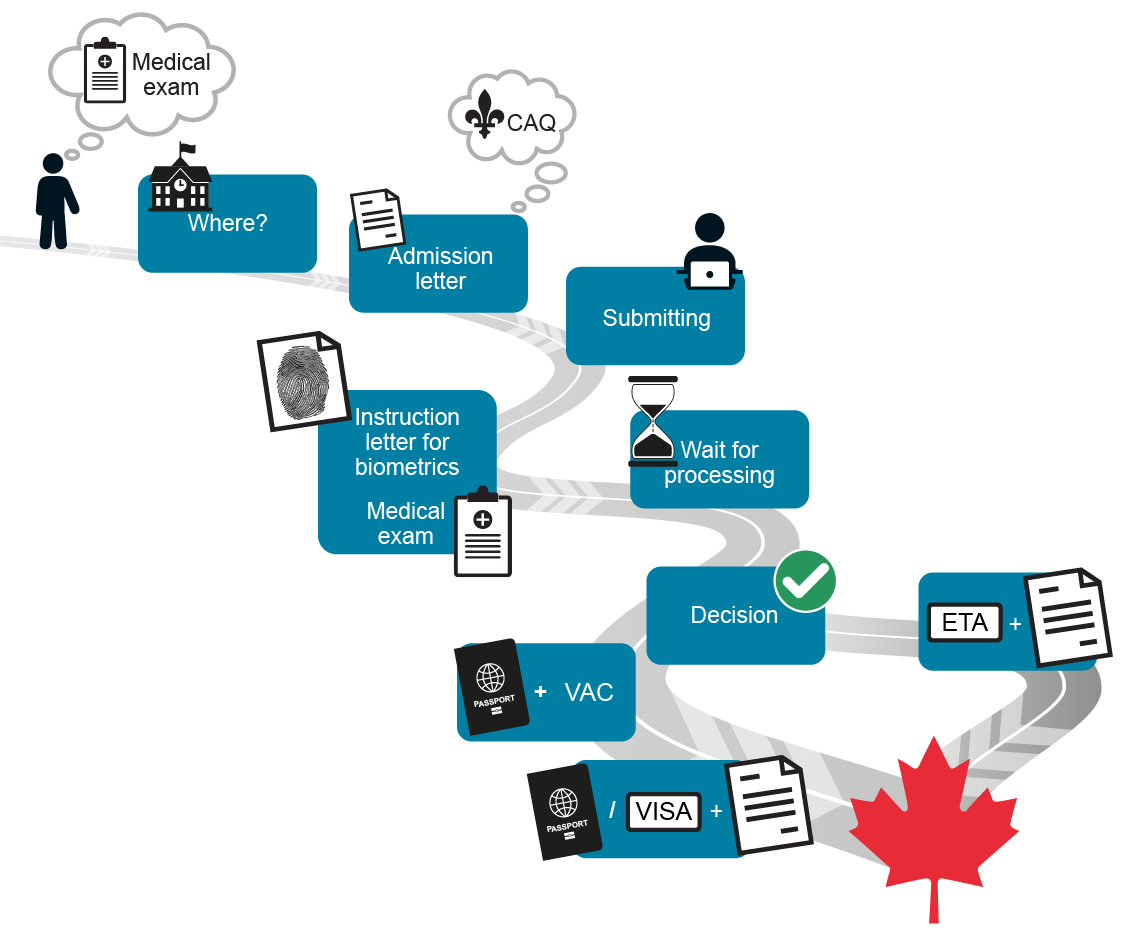 Medical
exam
CAQ
Where?
Admission
letter
Submitting
Instruction
letter for
biometrics
Medical
exam
Wait for
processing
Decision
ETA +
PASSPORT
+ VAC
PASSPORT
/ VISA +